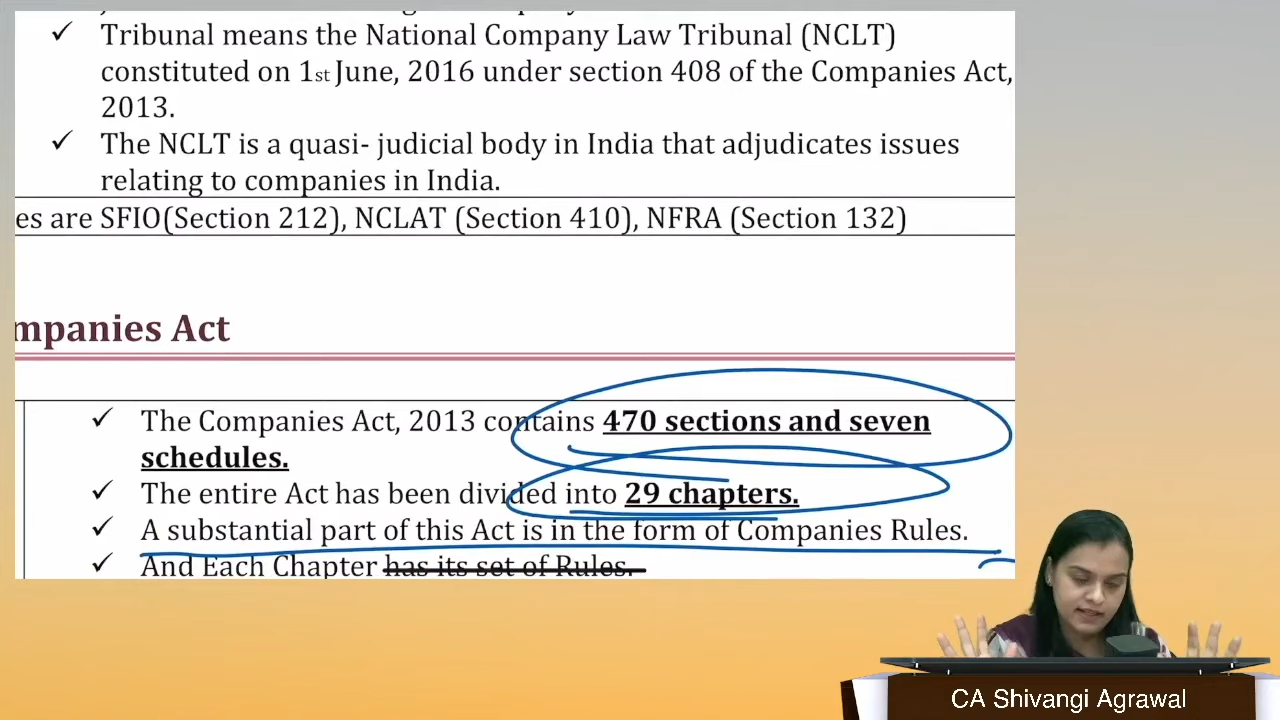 ✓ Tribunal means the National Company Law Tribunal (NCLT)
constituted on 1st June, 2016 under section 408 of the Companies Act,
2013.
✓ The NCLT is a quasi- judicial body in India that adjudicates issues
relating to companies in India.
es are SFIO(Section 212), NCLAT (Section 410), NFRA (Section 132)
mpanies Act
✓ The Companies Act, 2013 contains 470 sections and seven
schedules.
✓ The entire Act has been divided into 29 chapters.
✓ A substantial part of this Act is in the form of Companies Rules.
✓ And Each Chapter has its set of Rules.
CA Shivangi Agrawal